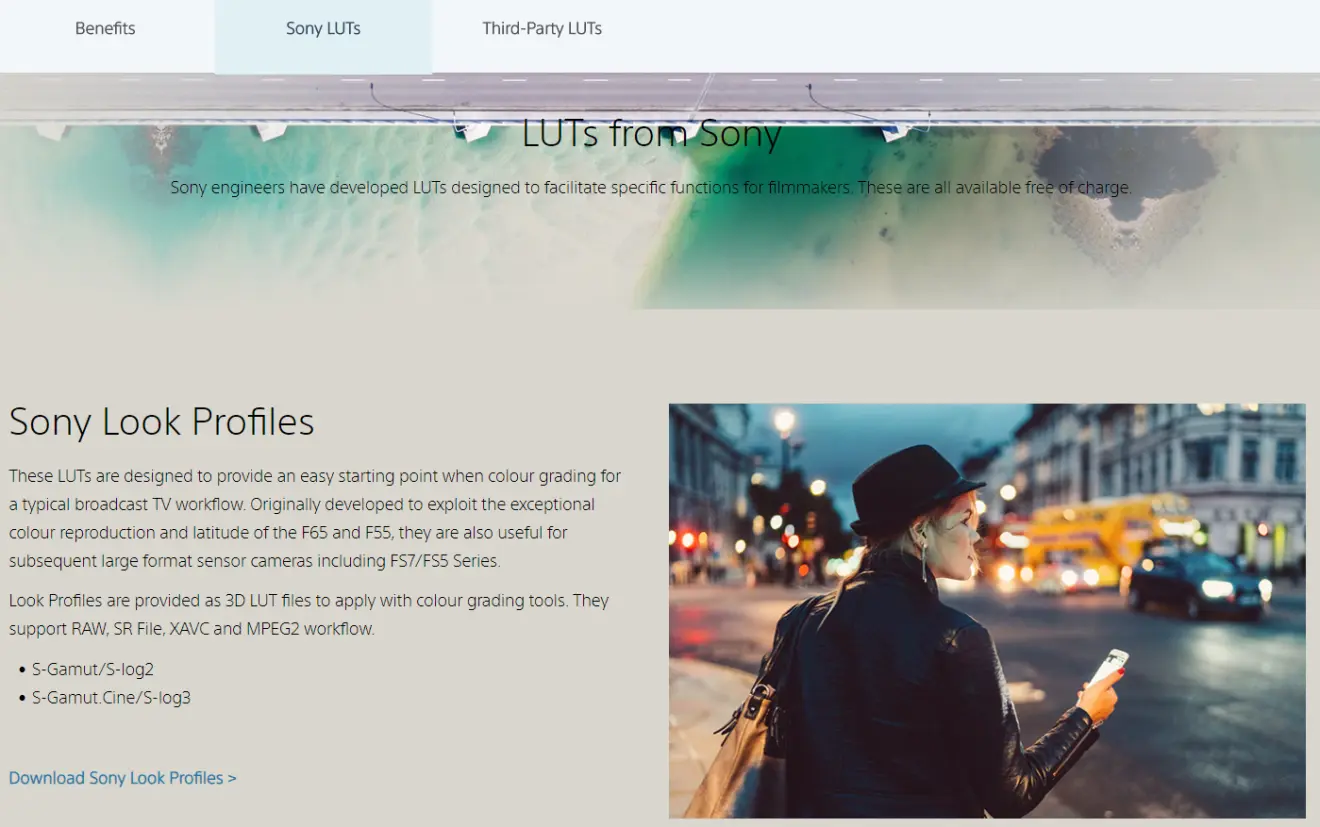 Benefits
Sony LUTs
Third-Party LUTs
LUTs from Sony
Sony engineers have developed LUTs designed to facilitate specific functions for filmmakers. These are all available free of charge.
Sony Look Profiles
These LUTs are designed to provide an easy starting point when colour grading for
a typical broadcast TV workflow. Originally developed to exploit the exceptional
colour reproduction and latitude of the F65 and F55, they are also useful for
subsequent large format sensor cameras including FS7/FS5 Series.
Look Profiles are provided as 3D LUT files to apply with colour grading tools. They
support RAW, SR File, XAVC and MPEG2 workflow.
• S-Gamut/S-log2
• S-Gamut.Cine/S-log3
Download Sony Look Profiles >